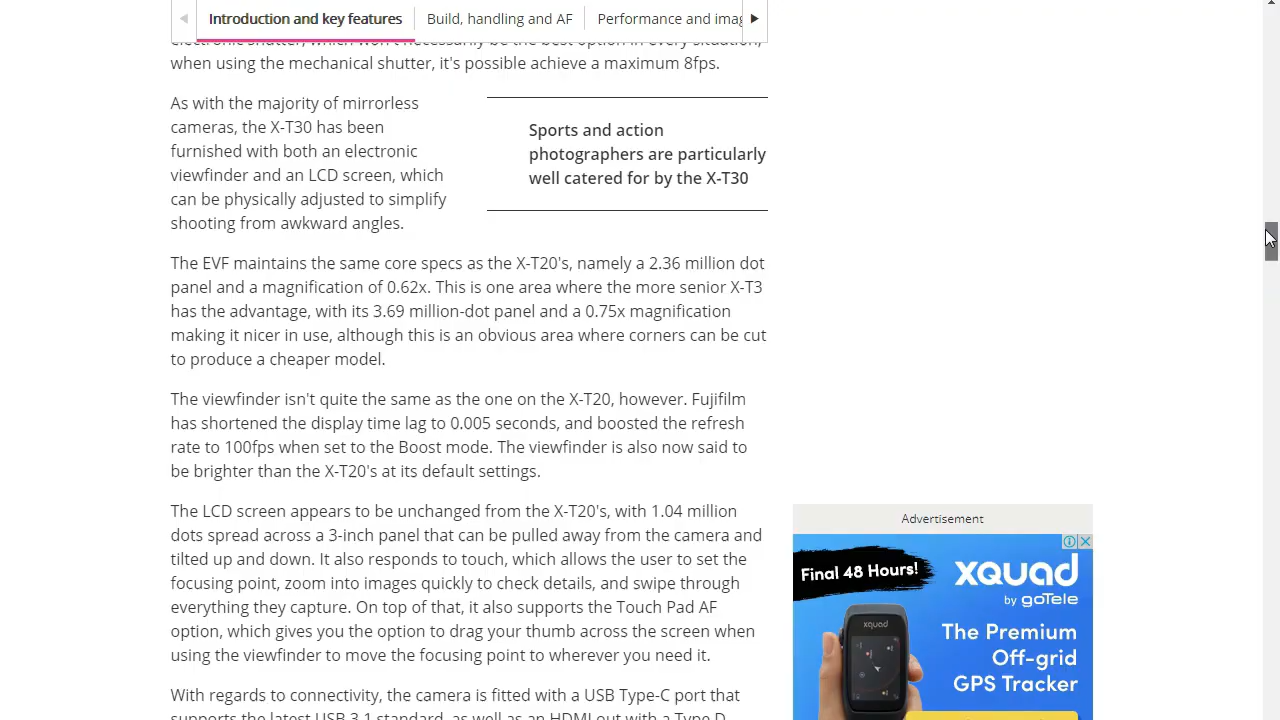 Introduction and key features
Build, handling and AF
Performance and imag
electronic shutter, which won't necessarily be the best option in every situation,
when using the mechanical shutter, it's possible achieve a maximum 8fps.
As with the majority of mirrorless
cameras, the X-T30 has been
furnished with both an electronic
viewfinder and an LCD screen, which
can be physically adjusted to simplify
shooting from awkward angles.
Sports and action
photographers are particularly
well catered for by the X-T30
The EVF maintains the same core specs as the X-T20's, namely a 2.36 million dot
panel and a magnification of 0.62x. This is one area where the more senior X-T3
has the advantage, with its 3.69 million-dot panel and a 0.75x magnification
making it nicer in use, although this is an obvious area where corners can be cut
to produce a cheaper model.
The viewfinder isn't quite the same as the one on the X-T20, however. Fujifilm
has shortened the display time lag to 0.005 seconds, and boosted the refresh
rate to 100fps when set to the Boost mode. The viewfinder is also now said to
be brighter than the X-T20's at its default settings.
The LCD screen appears to be unchanged from the X-T20's, with 1.04 million
dots spread across a 3-inch panel that can be pulled away from the camera and
tilted up and down. It also responds to touch, which allows the user to set the
focusing point, zoom into images quickly to check details, and swipe through
everything they capture. On top of that, it also supports the Touch Pad AF
option, which gives you the option to drag your thumb across the screen when
using the viewfinder to move the focusing point to wherever you need it.
With regards to connectivity, the camera is fitted with a USB Type-C port that
supports the latest USB 3.1 standard, as well as an HDMI out with a Type D
Advertisement
Final 48 Hours!
xquad
by goTele
xquad
The Premium
Off-grid
GPS Tracker